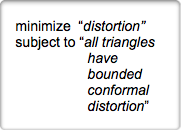 minimize “distortion”
subject to “all triangles
have
bounded
conformal
distortion”